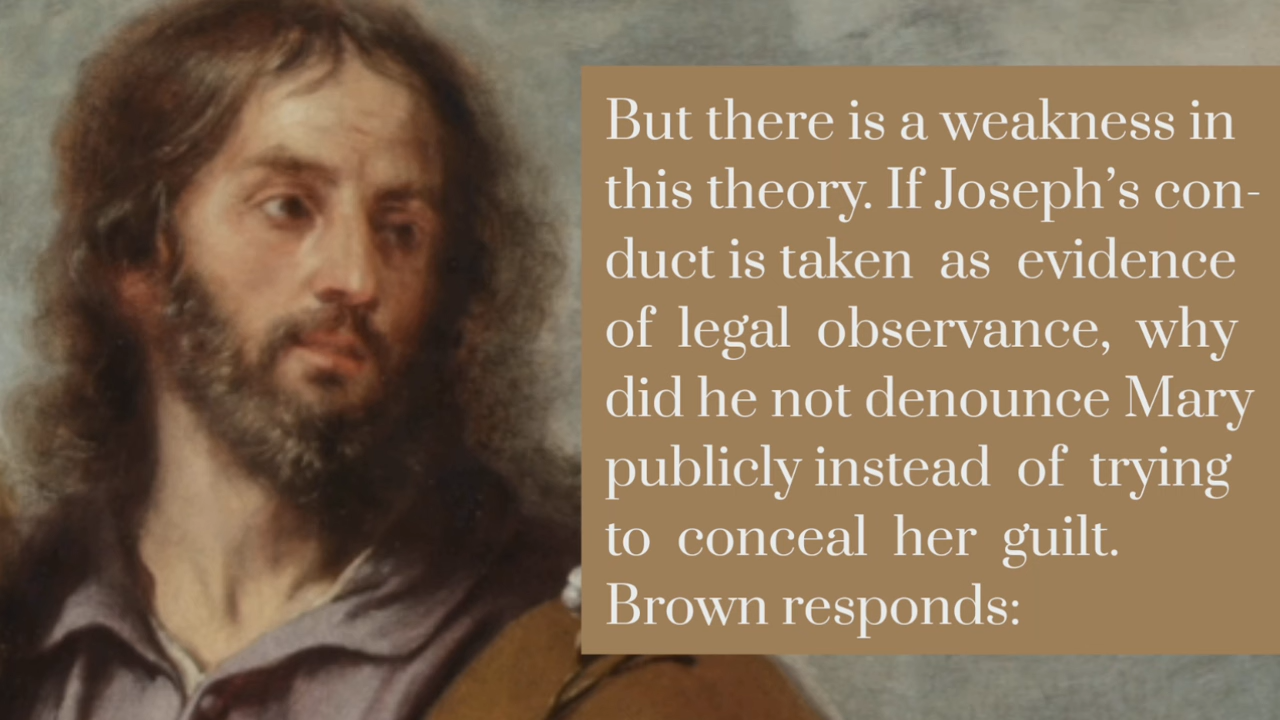 But there is a weakness in
this theory. If Joseph’s con-
duct is taken as evidence
of legal observance, why
did he not denounce Mary
publicly instead of trying
to conceal her guilt.
Brown responds: